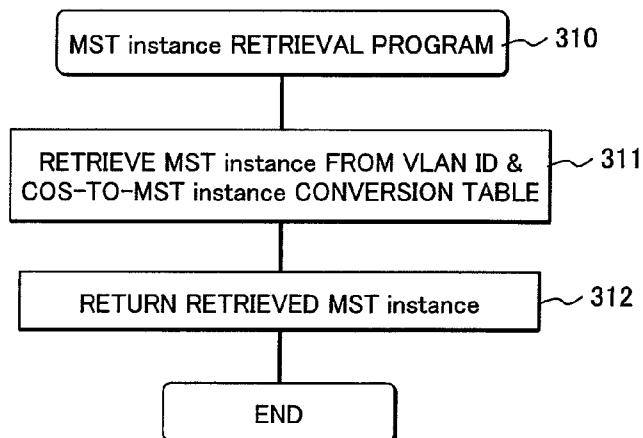 MST instance RETRIEVAL PROGRAM
310
RETRIEVE MST instance FROM VLAN ID &
COS-TO-MST instance CONVERSION TABLE
311
RETURN RETRIEVED MST instance
312
END